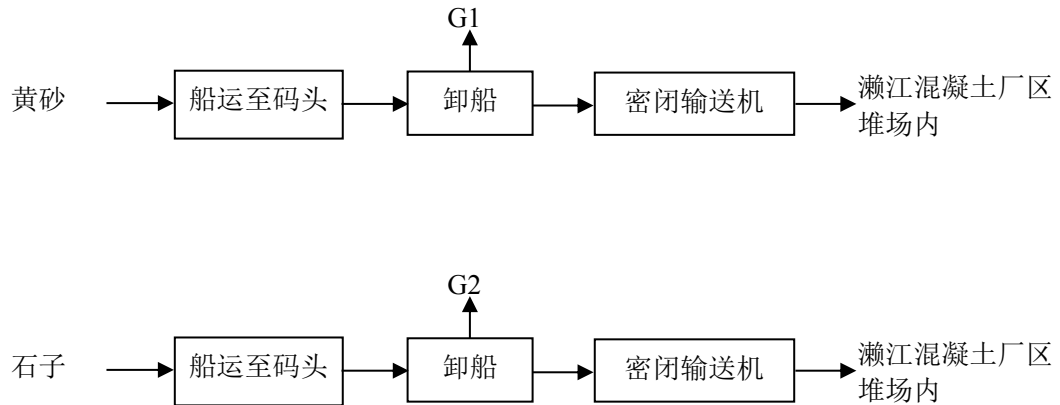 G1
黄砂
船运至码头
卸船
密闭输送机
濑江混凝土厂区
堆场内
G2
石子
船运至码头
卸船
密闭输送机
濑江混凝土厂区
堆场内